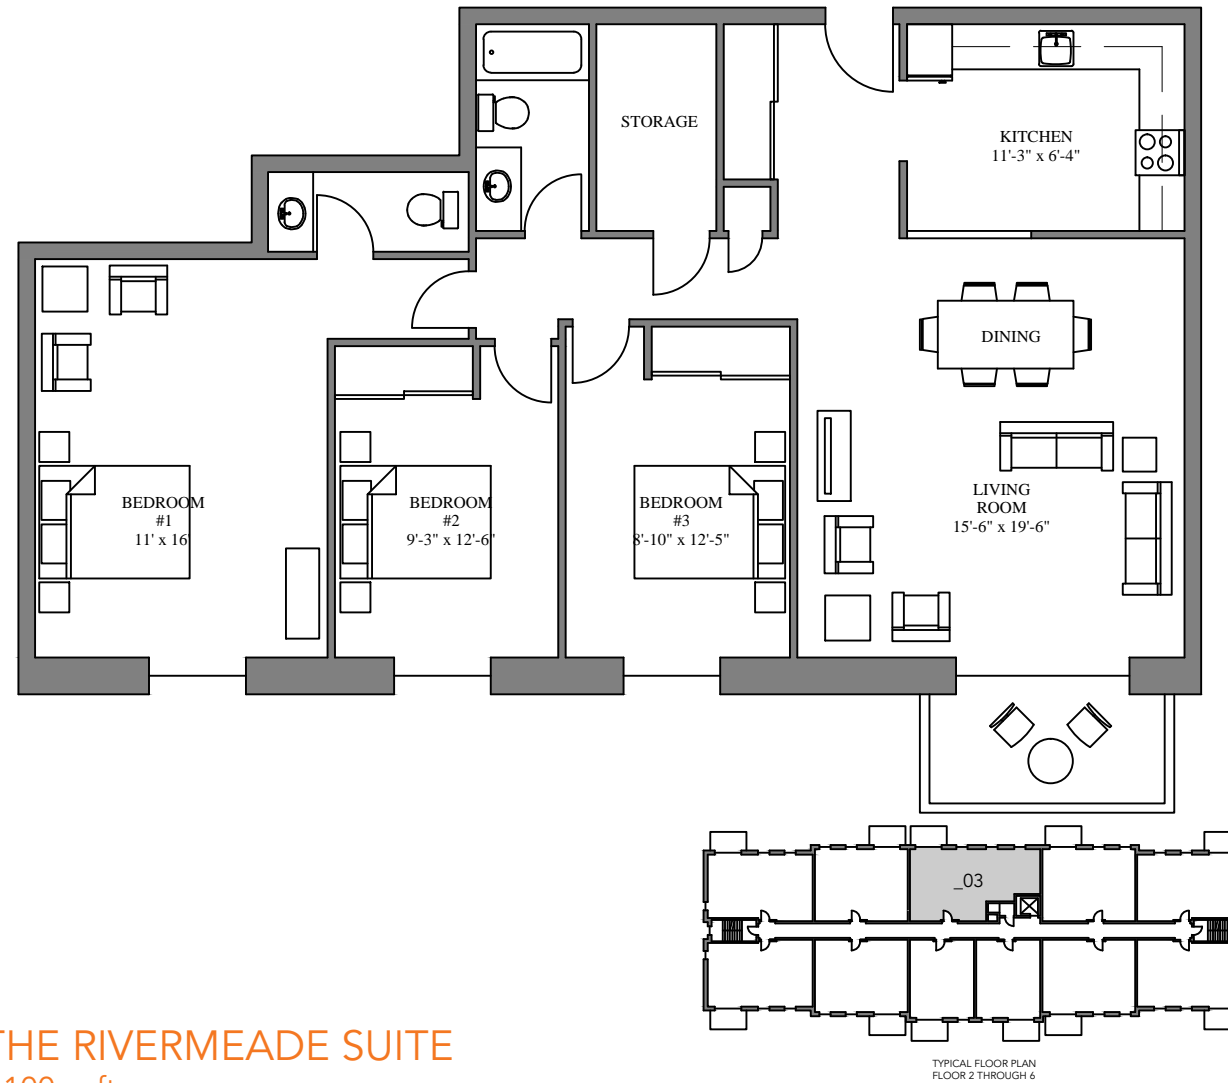 STORAGE
KITCHEN
11'-3" x 6'-4"
DINING
BEDROOM
#1
11' x 16'
BEDROOM
#2
9'-3" x 12'-6"
BEDROOM
#3
8'-10" x 12'-5"
LIVING
ROOM
15'-6" x 19'-6"
_03
TYPICAL FLOOR PLAN
FLOOR 2 THROUGH 6
THE RIVERMEADE SUITE